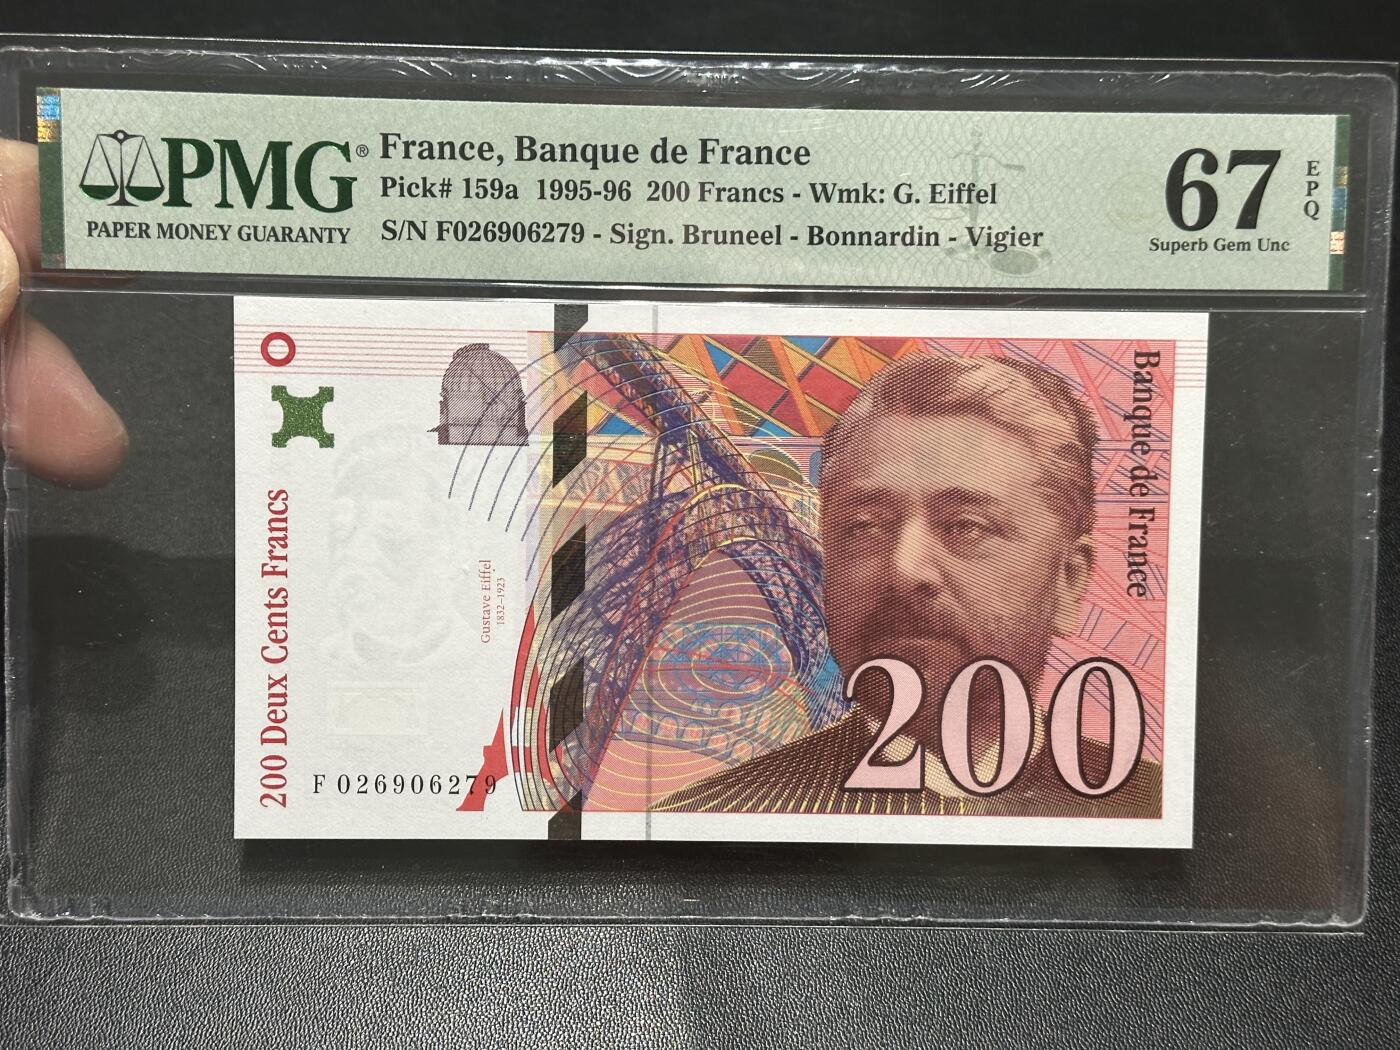 PMG®
PAPER MONEY GUARANTY
France, Banque de France
Pick# 159a 1995-96 200 Francs - Wmk: G. Eiffel
S/N F026906279 - Sign. Bruneel - Bonnardin - Vigier
67
EPQ
Superb Gem Unc
200 Deux Cents Francs
F 026906279
Gustave Eiffel
1832–1923
Banque de France
200